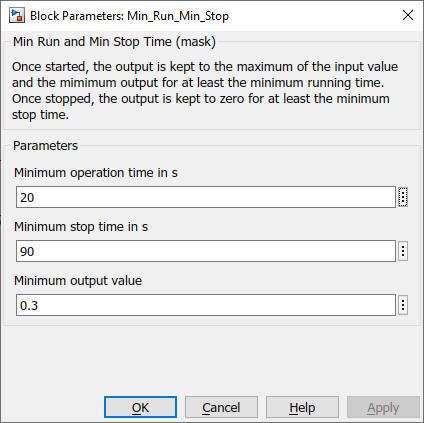 Block Parameters: Min_Run_Min_Stop
Min Run and Min Stop Time (mask)
Once started, the output is kept to the maximum of the input value
and the mimimum output for at least the minimum running time.
Once stopped, the output is kept to zero for at least the minimum
stop time.
Parameters
Minimum operation time in s
20
Minimum stop time in s
90
Minimum output value
0.3
OK Cancel Help Apply